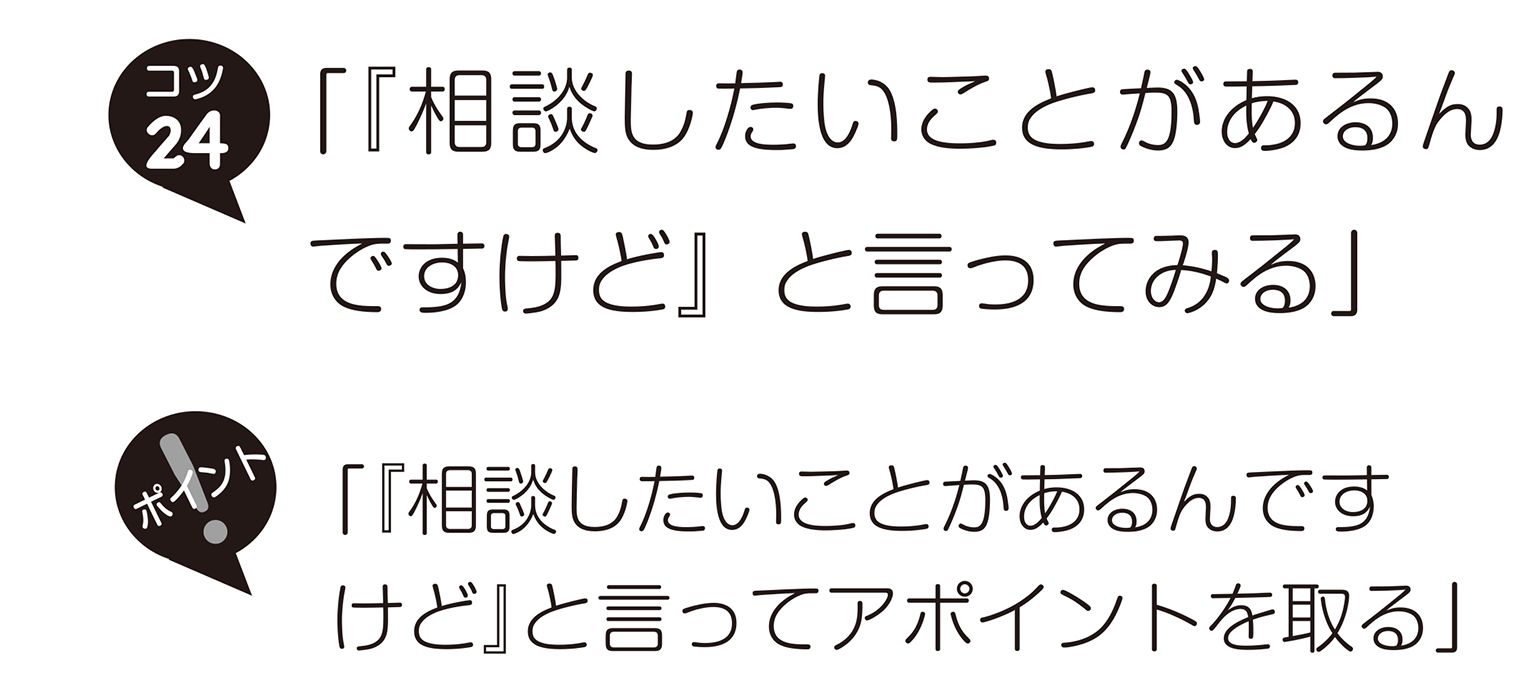 コツ
24
「『相談したいことがあるん
ですけど』と言ってみる」
ポイント
「『相談したいことがあるんです
けど』と言ってアポイントを取る」